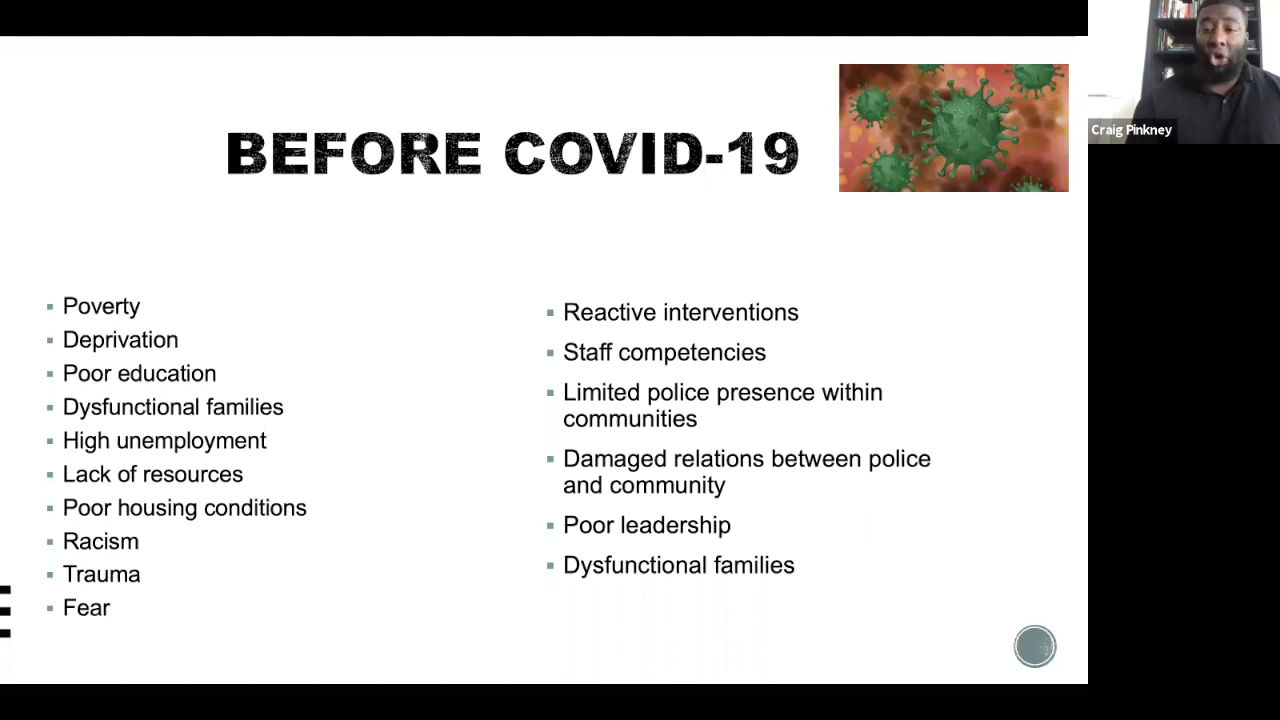 BEFORE COVID-19
Craig Pinkney
Poverty
Deprivation
Poor education
Dysfunctional families
High unemployment
Lack of resources
Poor housing conditions
Racism
Trauma
Fear
Reactive interventions
Staff competencies
Limited police presence within
communities
Damaged relations between police
and community
Poor leadership
Dysfunctional families